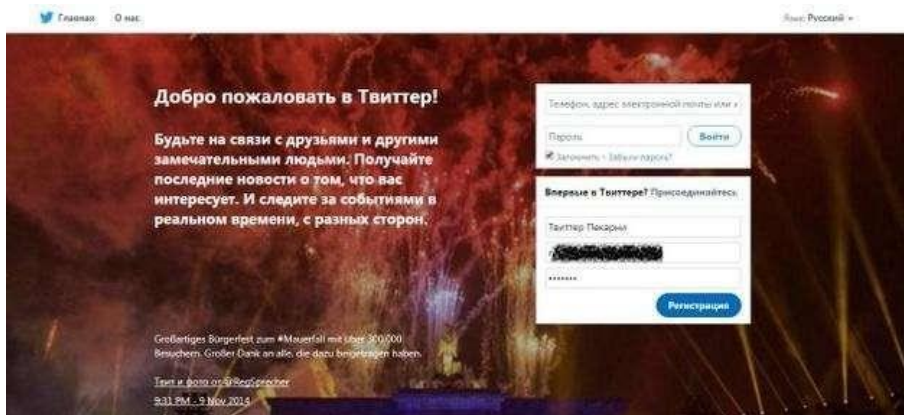 Главная О нас
Язык: Русский
Добро пожаловать в Твиттер!
Будьте на связи с друзьями и другими
замечательными людьми. Получайте
последние новости о том, что вас
интересует. И следите за событиями в
реальном времени, с разных сторон.
Großartiges Bürgerfest zum #Mauerfall mit über 300.000
Besuchern. Großer Dank an alle, die dazu beigetragen haben.
Твит и фото от @RegSprecher
9:31 PM - 9 Nov 2014
Телефон, адрес электронной почты или
Пароль
Войти
Запомнить · Забыли пароль?
Впервые в Твиттере? Присоединяйтесь
Твиттер Пекарни
Регистрация